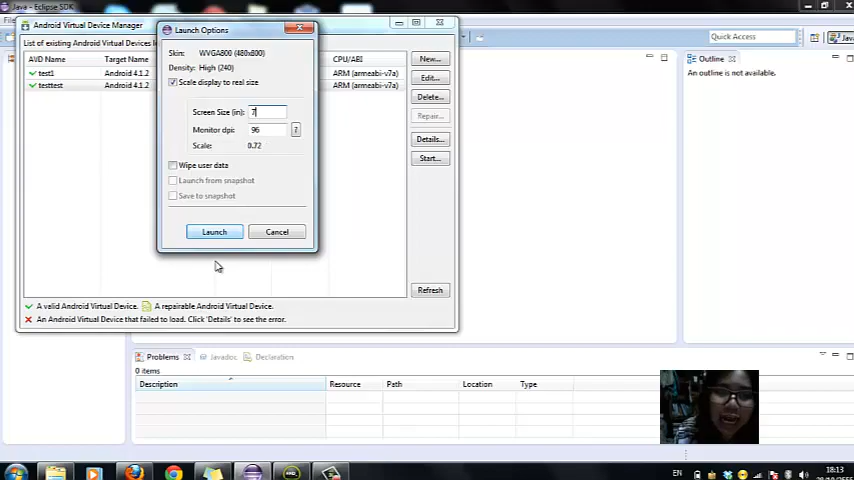 Java - Eclipse SDK
Android Virtual Device Manager
List of existing Android Virtual Devices
AVD Name Target Name CPU/ABI
test1 Android 4.1.2 ARM (armeabi-v7a)
testtest Android 4.1.2 ARM (armeabi-v7a)
New...
Edit...
Delete...
Repair...
Details...
Start...
Refresh
A valid Android Virtual Device. A repairable Android Virtual Device.
An Android Virtual Device that failed to load. Click 'Details' to see the error.
Launch Options
Skin: WVGA800 (480x800)
Density: High (240)
Scale display to real size
Screen Size (in): 7
Monitor dpi: 96 ?
Scale: 0.72
Wipe user data
Launch from snapshot
Save to snapshot
Launch Cancel
Quick Access
Java
Outline
An outline is not available.
Problems Javadoc Declaration
0 items
Description Resource Path Location Type
EN
18:13